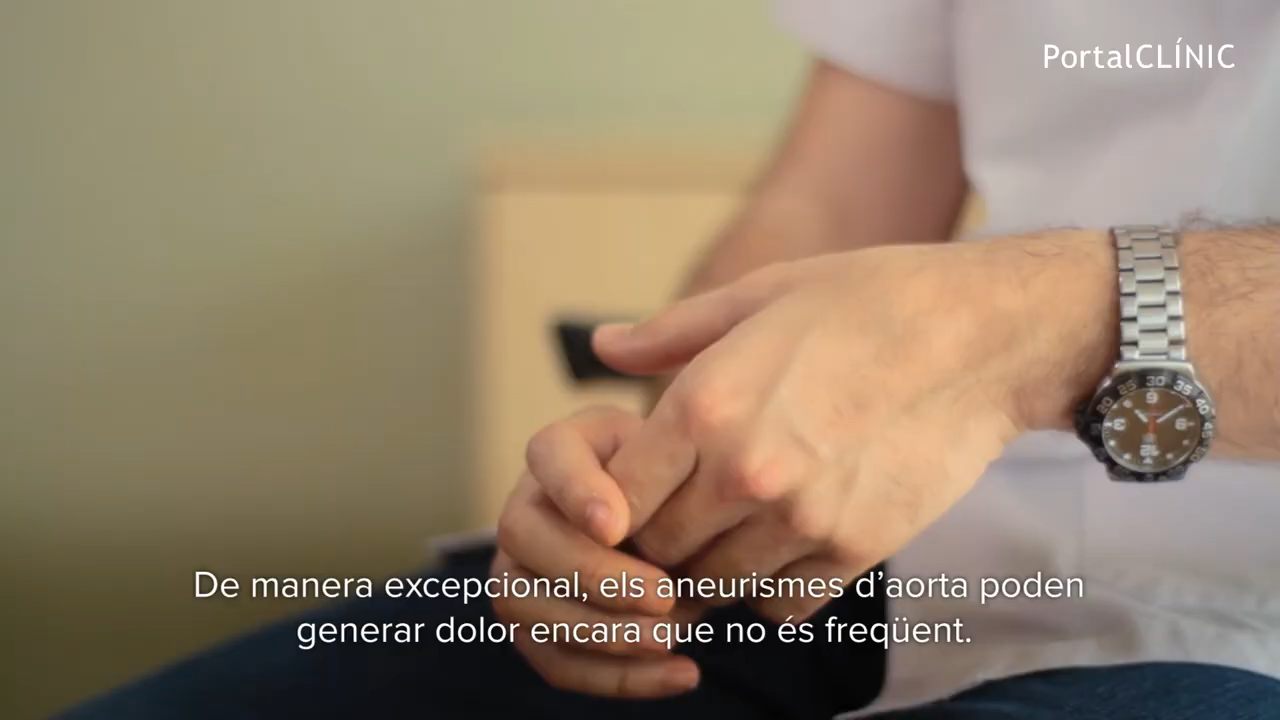 PortalCLÍNIC
De manera excepcional, els aneurismes d’aorta poden
generar dolor encara que no és freqüent.